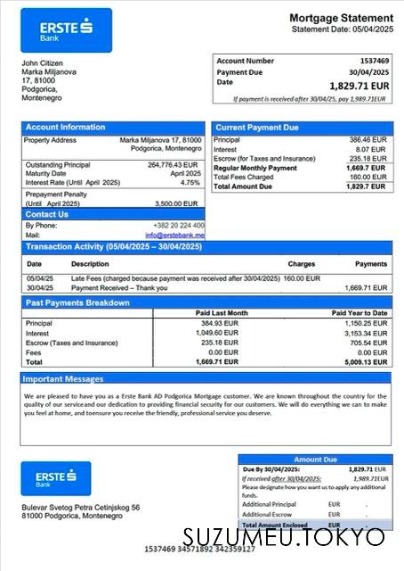 ERSTE
Bank
Mortgage Statement
Statement Date: 05/04/2025
John Citizen
Marka Miljanova
17, 81000
Podgorica,
Montenegro
Account Number 1537469
Payment Due 30/04/2025
Date
1,829.71 EUR
If payment is received after 30/04/25, pay 1,989.71EUR
Account Information
Property Address Marka Miljanova 17, 81000
Podgorica, Montenegro
Outstanding Principal 264,776.43 EUR
Maturity Date April 2025
Interest Rate (Until April 2025) 4.75%
Prepayment Penalty
(Until April 2025) 3,500.00 EUR
Contact Us
By Phone: +382 20 224 400
Mail: info@erstebank.me
Current Payment Due
Principal 386.46 EUR
Interest 8.07 EUR
Escrow (for Taxes and Insurance) 235.18 EUR
Regular Monthly Payment 1,669.7 EUR
Total Fees Charged 160.00 EUR
Total Amount Due 1,829.7 EUR
Transaction Activity (05/04/2025 – 30/04/2025)
Date Description Charges Payments
05/04/25 Late Fees (charged because payment was received after 30/04/2025) 160.00 EUR
30/04/25 Payment Received – Thank you 1,669.71 EUR
Past Payments Breakdown
Paid Last Month Paid Year to Date
Principal 384.93 EUR 1,150.25 EUR
Interest 1,049.60 EUR 3,153.34 EUR
Escrow (Taxes and Insurance) 235.18 EUR 705.54 EUR
Fees 0.00 EUR 0.00 EUR
Total 1,669.71 EUR 5,009.13 EUR
Important Messages
We are pleased to have you as a Erste Bank AD Podgorica Mortgage customer. We are known throughout the country for the
quality of our serviceand our dedication to providing financial security for our customers. We will do everything we can to make
you feel at home, and toensure you receive the friendly, professional service you deserve.
ERSTE
Bank
Bulevar Svetog Petra Cetinjskog 56
81000 Podgorica, Montenegro
Amount Due
Due By 30/04/2025: 1,829.71 EUR
If received after 30/04/2025: 1,989.71EUR
Please designate how you want us to apply any additional
funds.
Additional Principal EUR .
Additional Escrow EUR .
Total Amount Enclosed EUR .
SUZUMEU.TOKYO
1537469 34571892 342359127